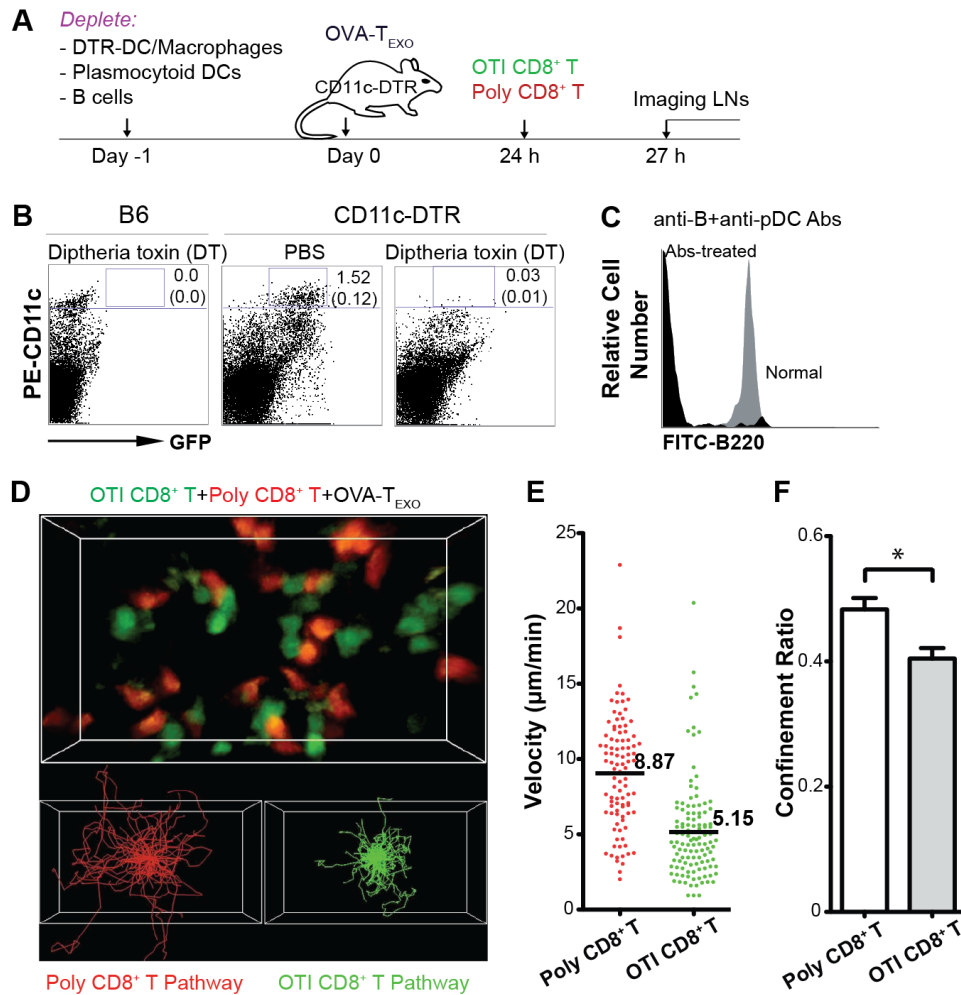 A
Deplete:
- DTR-DC/Macrophages
- Plasmocytoid DCs
- B cells
OVA-TEXO
CD11c-DTR
OTI CD8+ T
Poly CD8+ T
Imaging LNs
Day -1
Day 0
24 h
27 h
B
B6
CD11c-DTR
Diptheria toxin (DT)
PBS
Diptheria toxin (DT)
0.0
(0.0)
1.52
(0.12)
0.03
(0.01)
PE-CD11c
GFP
C
anti-B+anti-pDC Abs
Abs-treated
Normal
Relative Cell
Number
FITC-B220
D
OTI CD8+ T+Poly CD8+ T+OVA-TEXO
Poly CD8+ T Pathway
OTI CD8+ T Pathway
E
Velocity (µm/min)
25
20
15
10
5
0
8.87
5.15
Poly CD8+ T
OTI CD8+ T
F
Confinement Ratio
0.6
0.4
0.2
0
*
Poly CD8+ T
OTI CD8+ T